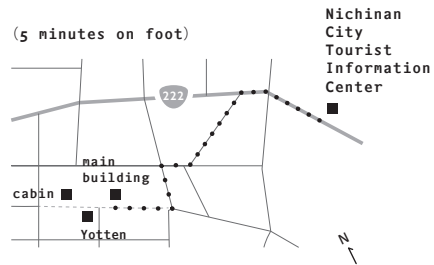 (5 minutes on foot)
Nichinan
City
Tourist
Information
Center
222
main
building
cabin
Yotten
N